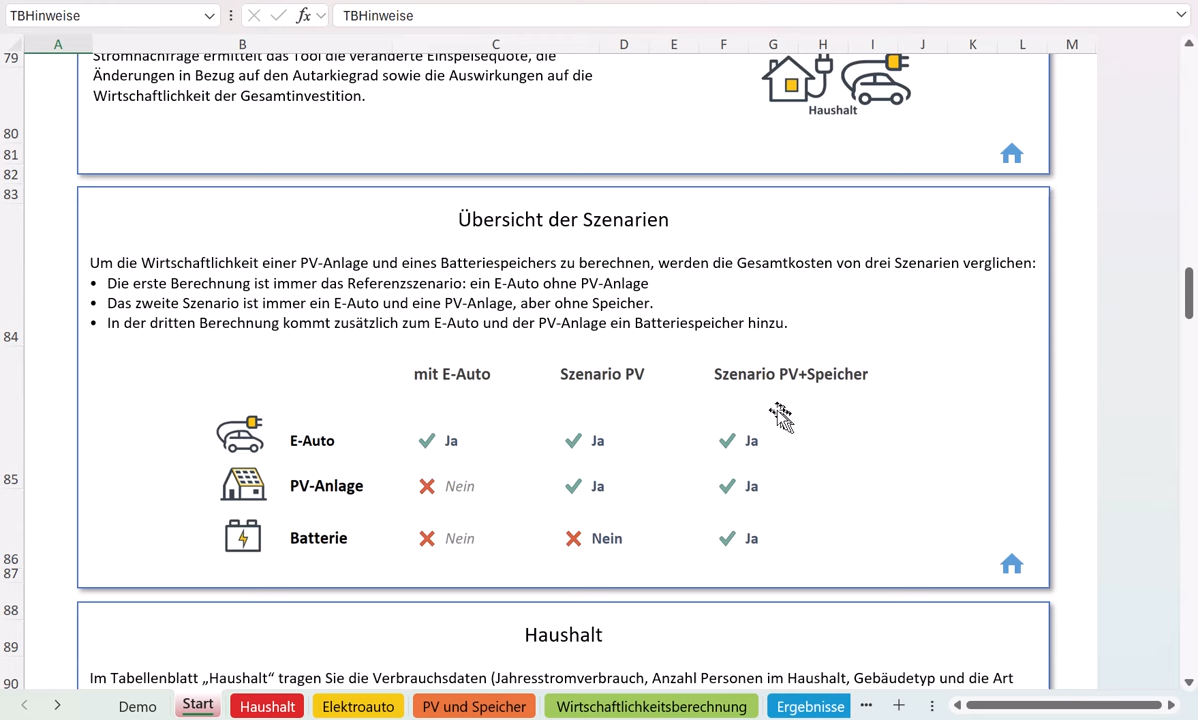 TBHinweise
fx
TBHinweise
A B C D E F G H I J K L M
79
Stromnachfrage ermittelt das Tool die veränderte Einspeisequote, die
Änderungen in Bezug auf den Autarkiegrad sowie die Auswirkungen auf die
Wirtschaftlichkeit der Gesamtinvestition.
Haushalt
80
81
82
83
Übersicht der Szenarien
Um die Wirtschaftlichkeit einer PV-Anlage und eines Batteriespeichers zu berechnen, werden die Gesamtkosten von drei Szenarien verglichen:
• Die erste Berechnung ist immer das Referenzszenario: ein E-Auto ohne PV-Anlage
• Das zweite Szenario ist immer ein E-Auto und eine PV-Anlage, aber ohne Speicher.
• In der dritten Berechnung kommt zusätzlich zum E-Auto und der PV-Anlage ein Batteriespeicher hinzu.
84
mit E-Auto Szenario PV Szenario PV+Speicher
E-Auto Ja Ja Ja
85
PV-Anlage Nein Ja Ja
Batterie Nein Nein Ja
86
87
88
Haushalt
89
Im Tabellenblatt „Haushalt“ tragen Sie die Verbrauchsdaten (Jahresstromverbrauch, Anzahl Personen im Haushalt, Gebäudetyp und die Art
90
Demo Start Haushalt Elektroauto PV und Speicher Wirtschaftlichkeitsberechnung Ergebnisse